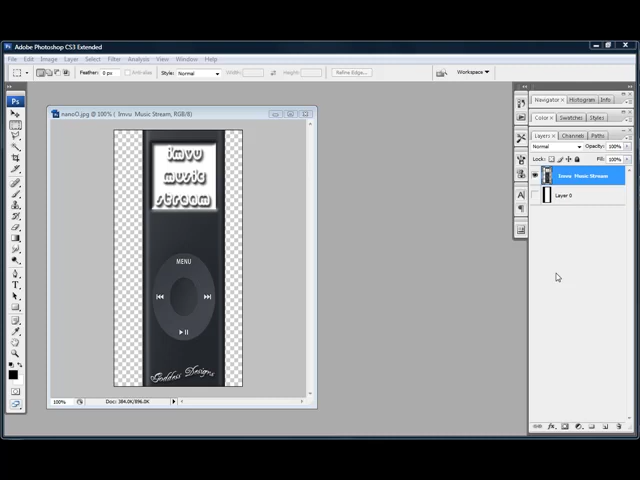 Adobe Photoshop CS3 Extended
File Edit Image Layer Select Filter Analysis View Window Help
Feather: 0 px Anti-alias Style: Normal Width: Height: Refine Edge... Workspace
Ps
nanoO.jpg @ 100% ( Imvu Music Stream, RGB/8)
imvu
music
stream
MENU
Goddess Designs
100% Doc: 384.0K/896.0K
Navigator Histogram Info
Color Swatches Styles
Layers Channels Paths
Normal Opacity: 100%
Lock: Fill: 100%
Imvu Music Stream
Layer 0